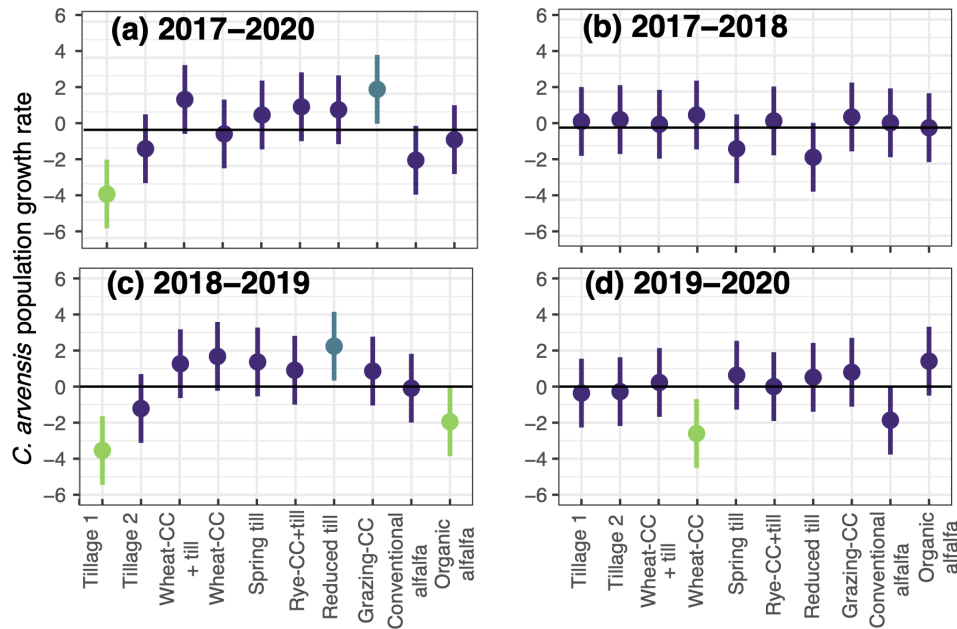 C. arvensis population growth rate
(a) 2017–2020
6
4
2
0
−2
−4
−6
(b) 2017–2018
6
4
2
0
−2
−4
−6
(c) 2018–2019
6
4
2
0
−2
−4
−6
(d) 2019–2020
6
4
2
0
−2
−4
−6
Tillage 1
Tillage 2
Wheat-CC
+ till
Wheat-CC
Spring till
Rye-CC+till
Reduced till
Grazing-CC
Conventional
alfalfa
Organic
alfalfa
Tillage 1
Tillage 2
Wheat-CC
+ till
Wheat-CC
Spring till
Rye-CC+till
Reduced till
Grazing-CC
Conventional
alfalfa
Organic
alfalfa